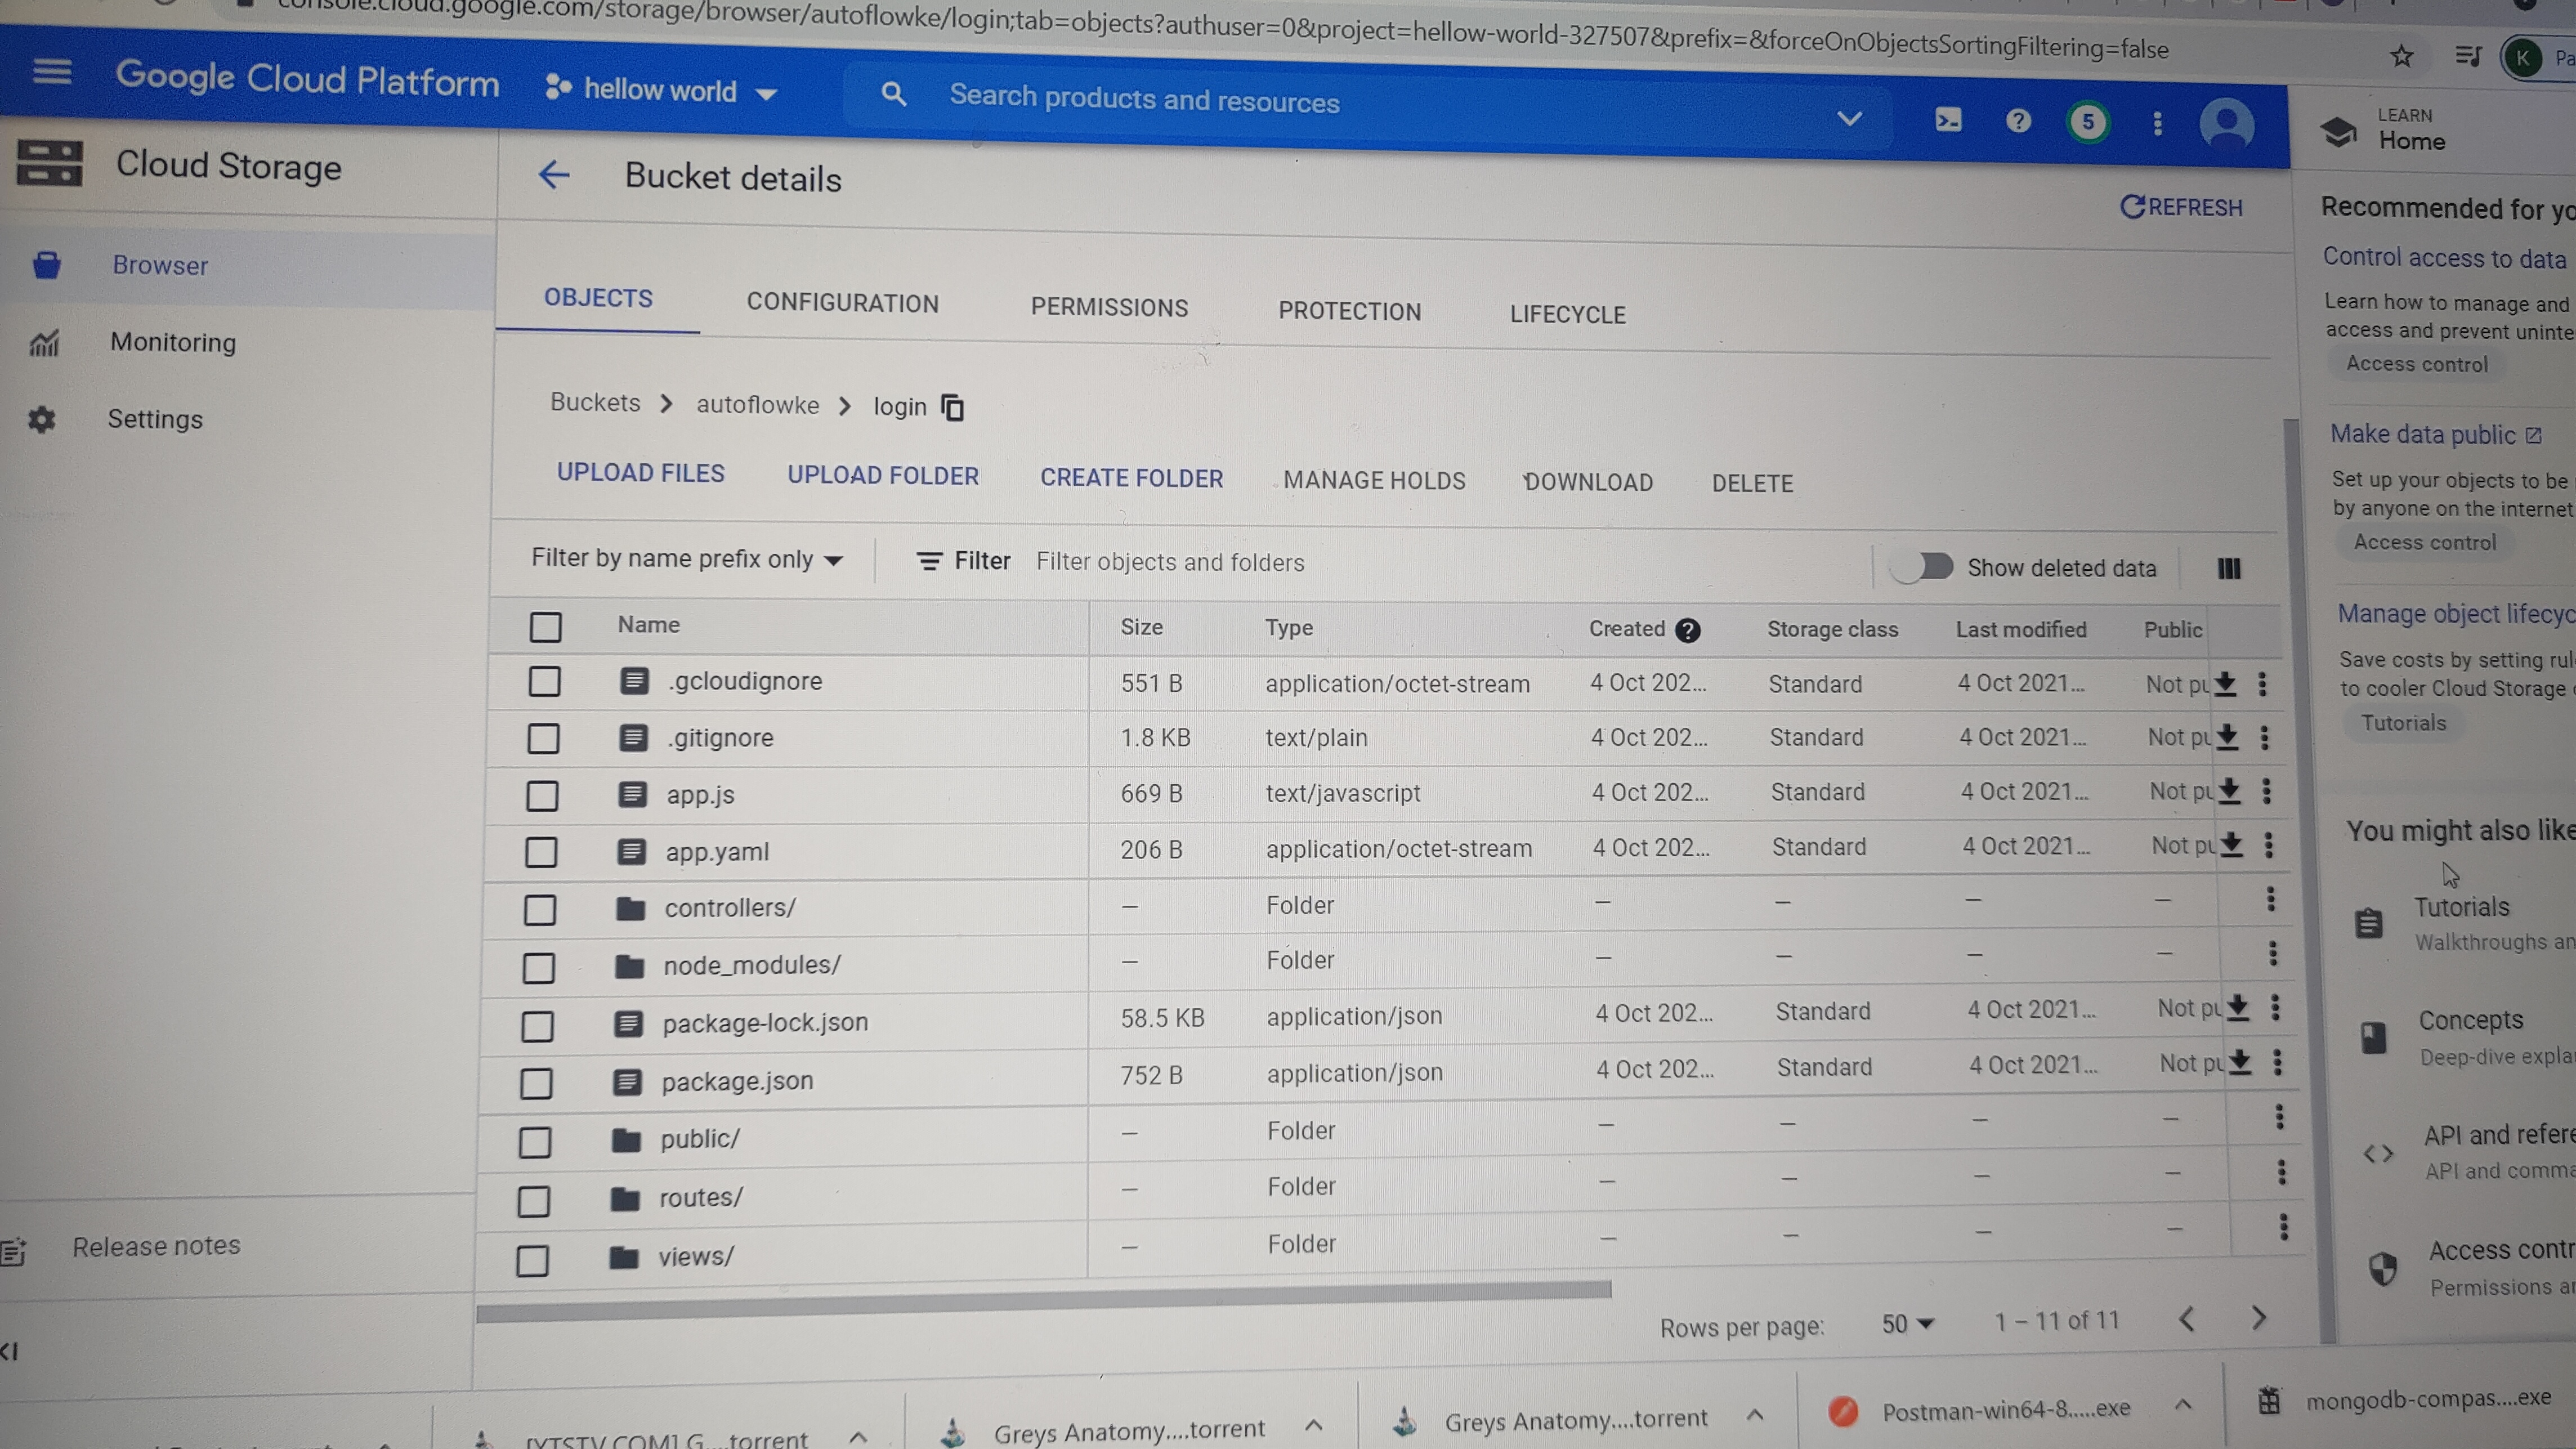 console.cloud.google.com/storage/browser/autoflowke/login;tab=objects?authuser=0&project=hellow-world-327507&prefix=&forceOnObjectsSortingFiltering=false
K Pa
Google Cloud Platform hellow world Search products and resources 5
LEARN
Home
Cloud Storage
Bucket details
REFRESH
Recommended for yo
Browser
Monitoring
Settings
OBJECTS CONFIGURATION PERMISSIONS PROTECTION LIFECYCLE
Control access to data
Learn how to manage and
access and prevent uninte
Access control
Buckets > autoflowke > login
UPLOAD FILES UPLOAD FOLDER CREATE FOLDER MANAGE HOLDS DOWNLOAD DELETE
Make data public
Set up your objects to be
by anyone on the internet
Access control
Filter by name prefix only Filter Filter objects and folders Show deleted data
Manage object lifecyc
Save costs by setting rul
to cooler Cloud Storage
Tutorials
Name Size Type Created ? Storage class Last modified Public
.gcloudignore 551 B application/octet-stream 4 Oct 202... Standard 4 Oct 2021... Not pu
.gitignore 1.8 KB text/plain 4 Oct 202... Standard 4 Oct 2021... Not pu
app.js 669 B text/javascript 4 Oct 202... Standard 4 Oct 2021... Not pu
app.yaml 206 B application/octet-stream 4 Oct 202... Standard 4 Oct 2021... Not pu
controllers/ — Folder — — — —
node_modules/ — Folder — — — —
package-lock.json 58.5 KB application/json 4 Oct 202... Standard 4 Oct 2021... Not pu
package.json 752 B application/json 4 Oct 202... Standard 4 Oct 2021... Not pu
public/ — Folder — — — —
routes/ — Folder — — — —
views/ — Folder — — — —
You might also like
Tutorials
Walkthroughs an
Concepts
Deep-dive expla
API and refere
API and comma
Access contr
Permissions an
Release notes
Rows per page: 50 1 – 11 of 11
[YTSTV.COM] G....torrent
Greys Anatomy....torrent
Greys Anatomy....torrent
Postman-win64-8.....exe
mongodb-compas....exe